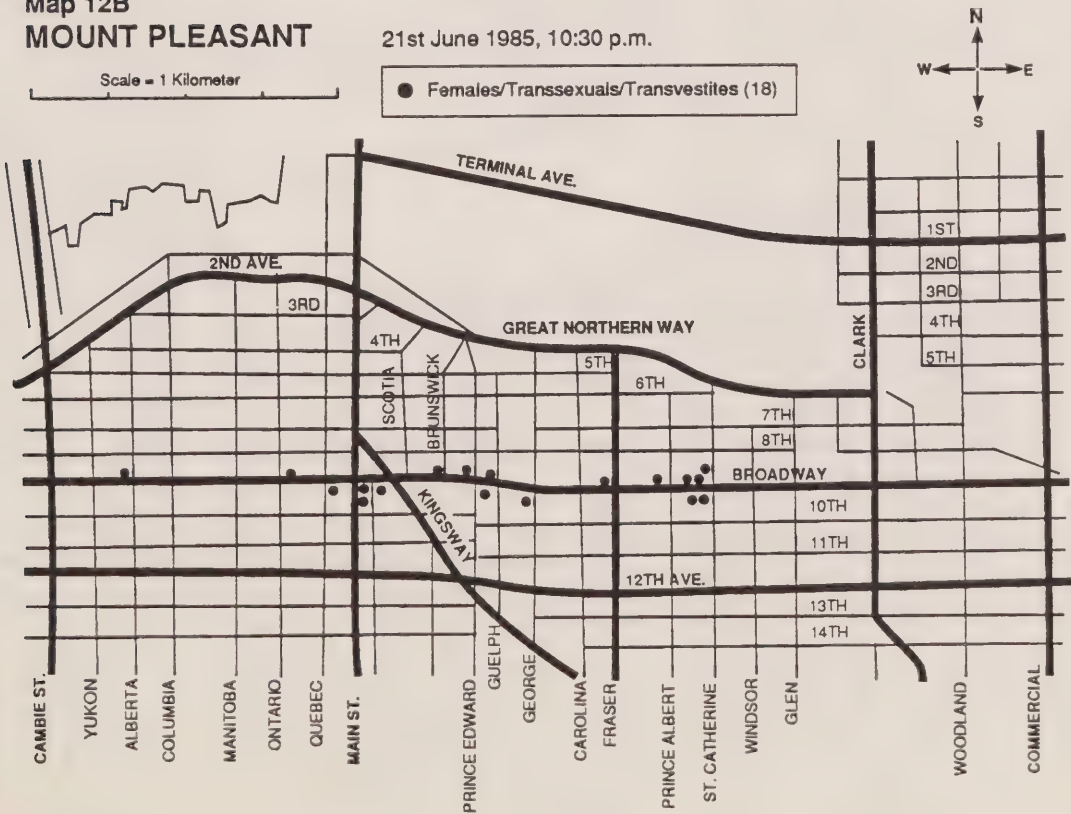 Map 12B
MOUNT PLEASANT
21st June 1985, 10:30 p.m.
Scale = 1 Kilometer
Females/Transsexuals/Transvestites (18)
N
W
E
S
TERMINAL AVE.
1ST
2ND AVE.
2ND
3RD
3RD
GREAT NORTHERN WAY
4TH
4TH
CLARK
5TH
5TH
SCOTIA
BRUNSWICK
6TH
7TH
8TH
BROADWAY
KINGSWAY
10TH
11TH
12TH AVE.
13TH
14TH
CAMBIE ST.
YUKON
ALBERTA
COLUMBIA
MANITOBA
ONTARIO
QUEBEC
MAIN ST.
PRINCE EDWARD
GUELPH
GEORGE
CAROLINA
FRASER
PRINCE ALBERT
ST. CATHERINE
WINDSOR
GLEN
WOODLAND
COMMERCIAL